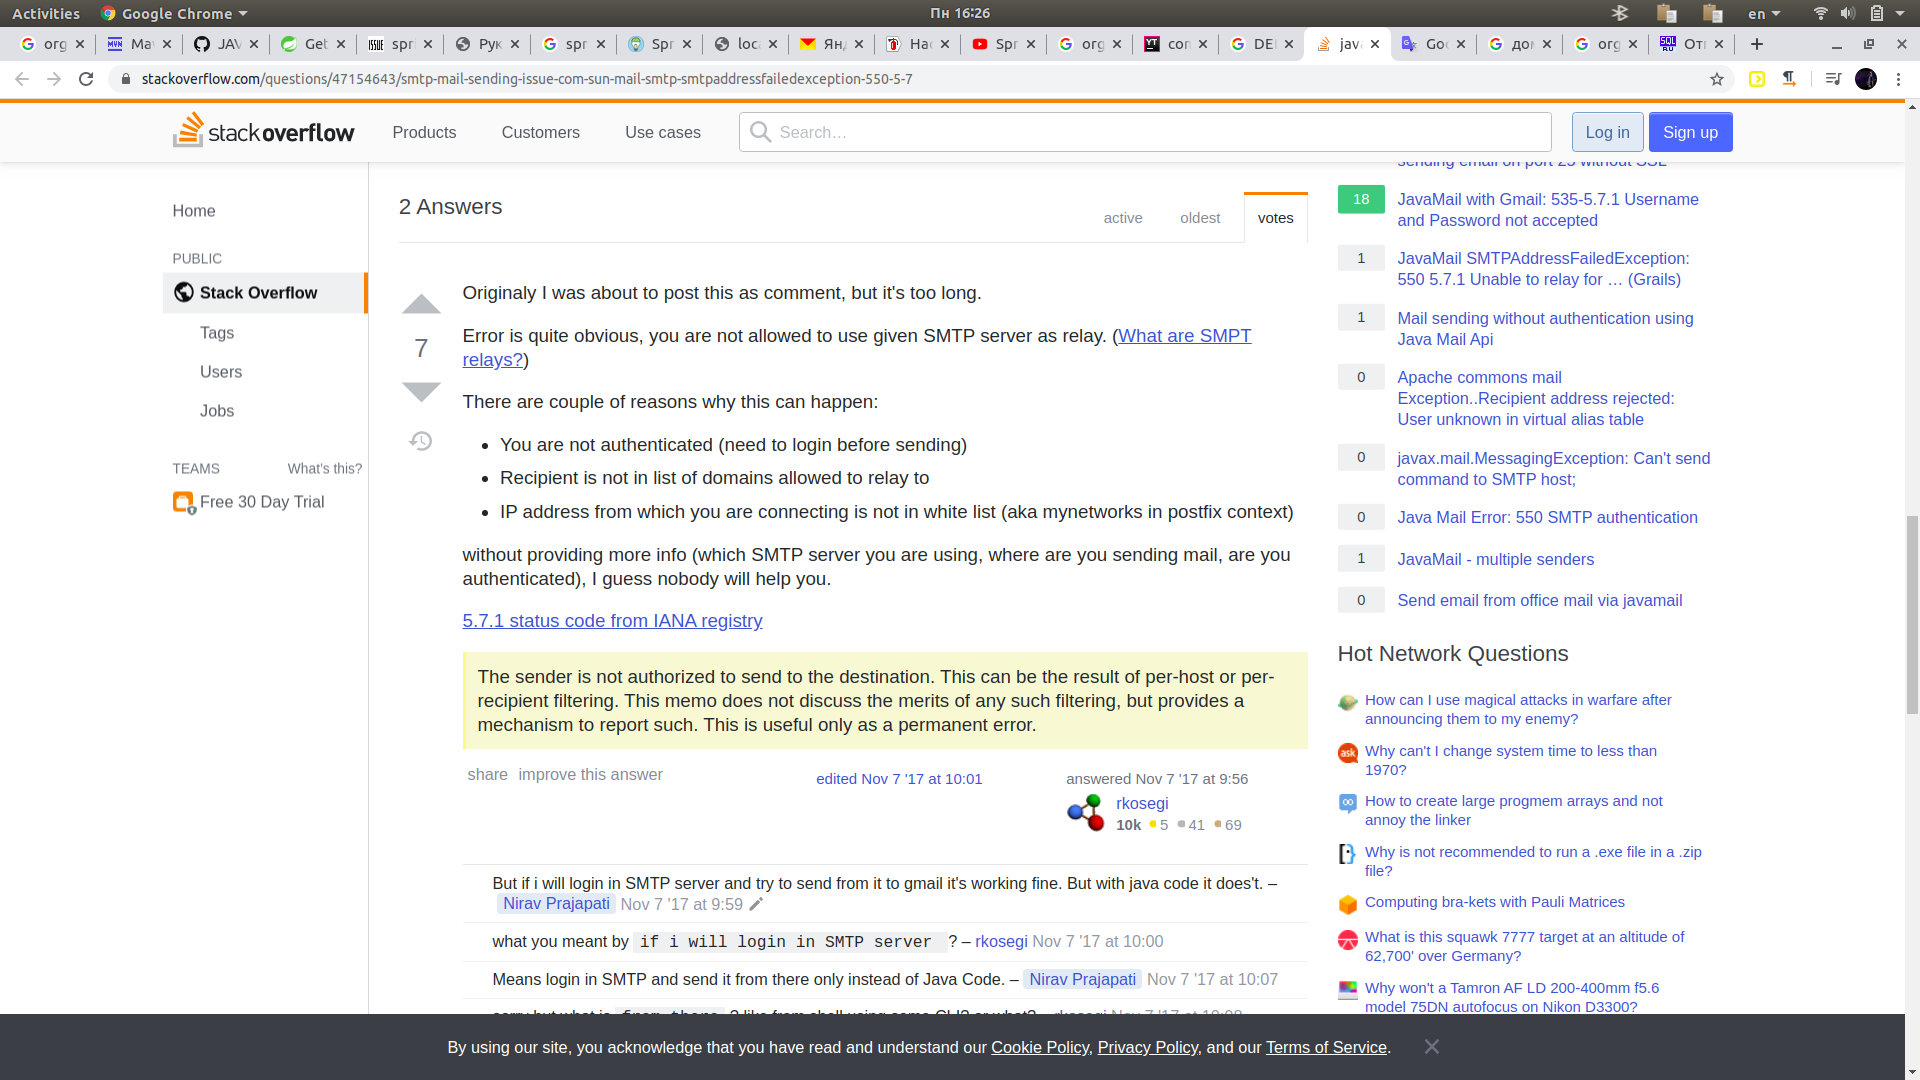 Activities
Google Chrome
Пн 16:26
en
org
Ma
JAV
Get
spri
Рук
spr
Spr
loca
Янд
Нас
Spr
org
con
DEI
java
Goo
дом
org
От
stackoverflow.com/questions/47154643/smtp-mail-sending-issue-com-sun-mail-smtp-smtpaddressfailedexception-550-5-7
stackoverflow
Products
Customers
Use cases
Search…
Log in
Sign up
Home
PUBLIC
Stack Overflow
Tags
Users
Jobs
TEAMS
What's this?
Free 30 Day Trial
2 Answers
active
oldest
votes
7
Originaly I was about to post this as comment, but it's too long.
Error is quite obvious, you are not allowed to use given SMTP server as relay. (What are SMPT
relays?)
There are couple of reasons why this can happen:
• You are not authenticated (need to login before sending)
• Recipient is not in list of domains allowed to relay to
• IP address from which you are connecting is not in white list (aka mynetworks in postfix context)
without providing more info (which SMTP server you are using, where are you sending mail, are you
authenticated), I guess nobody will help you.
5.7.1 status code from IANA registry
The sender is not authorized to send to the destination. This can be the result of per-host or per-
recipient filtering. This memo does not discuss the merits of any such filtering, but provides a
mechanism to report such. This is useful only as a permanent error.
share improve this answer
edited Nov 7 '17 at 10:01
answered Nov 7 '17 at 9:56
rkosegi
10k 5 41 69
But if i will login in SMTP server and try to send from it to gmail it's working fine. But with java code it does't. –
Nirav Prajapati Nov 7 '17 at 9:59
what you meant by if i will login in SMTP server ? – rkosegi Nov 7 '17 at 10:00
Means login in SMTP and send it from there only instead of Java Code. – Nirav Prajapati Nov 7 '17 at 10:07
sorry but what is from there ? like from shell using some CLI? or what? – rkosegi Nov 7 '17 at 10:08
sending email on port 25 without SSL
18
JavaMail with Gmail: 535-5.7.1 Username
and Password not accepted
1
JavaMail SMTPAddressFailedException:
550 5.7.1 Unable to relay for … (Grails)
1
Mail sending without authentication using
Java Mail Api
0
Apache commons mail
Exception..Recipient address rejected:
User unknown in virtual alias table
0
javax.mail.MessagingException: Can't send
command to SMTP host;
0
Java Mail Error: 550 SMTP authentication
1
JavaMail - multiple senders
0
Send email from office mail via javamail
Hot Network Questions
How can I use magical attacks in warfare after
announcing them to my enemy?
Why can't I change system time to less than
1970?
How to create large progmem arrays and not
annoy the linker
Why is not recommended to run a .exe file in a .zip
file?
Computing bra-kets with Pauli Matrices
What is this squawk 7777 target at an altitude of
62,700' over Germany?
Why won't a Tamron AF LD 200-400mm f5.6
model 75DN autofocus on Nikon D3300?
By using our site, you acknowledge that you have read and understand our Cookie Policy, Privacy Policy, and our Terms of Service.